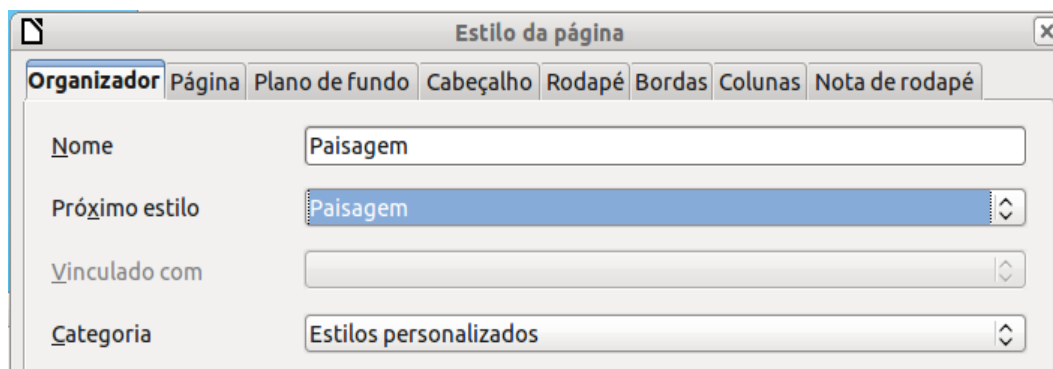 Estilo da página
Organizador Página Plano de fundo Cabeçalho Rodapé Bordas Colunas Nota de rodapé
Nome Paisagem
Próximo estilo Paisagem
Vinculado com
Categoria Estilos personalizados